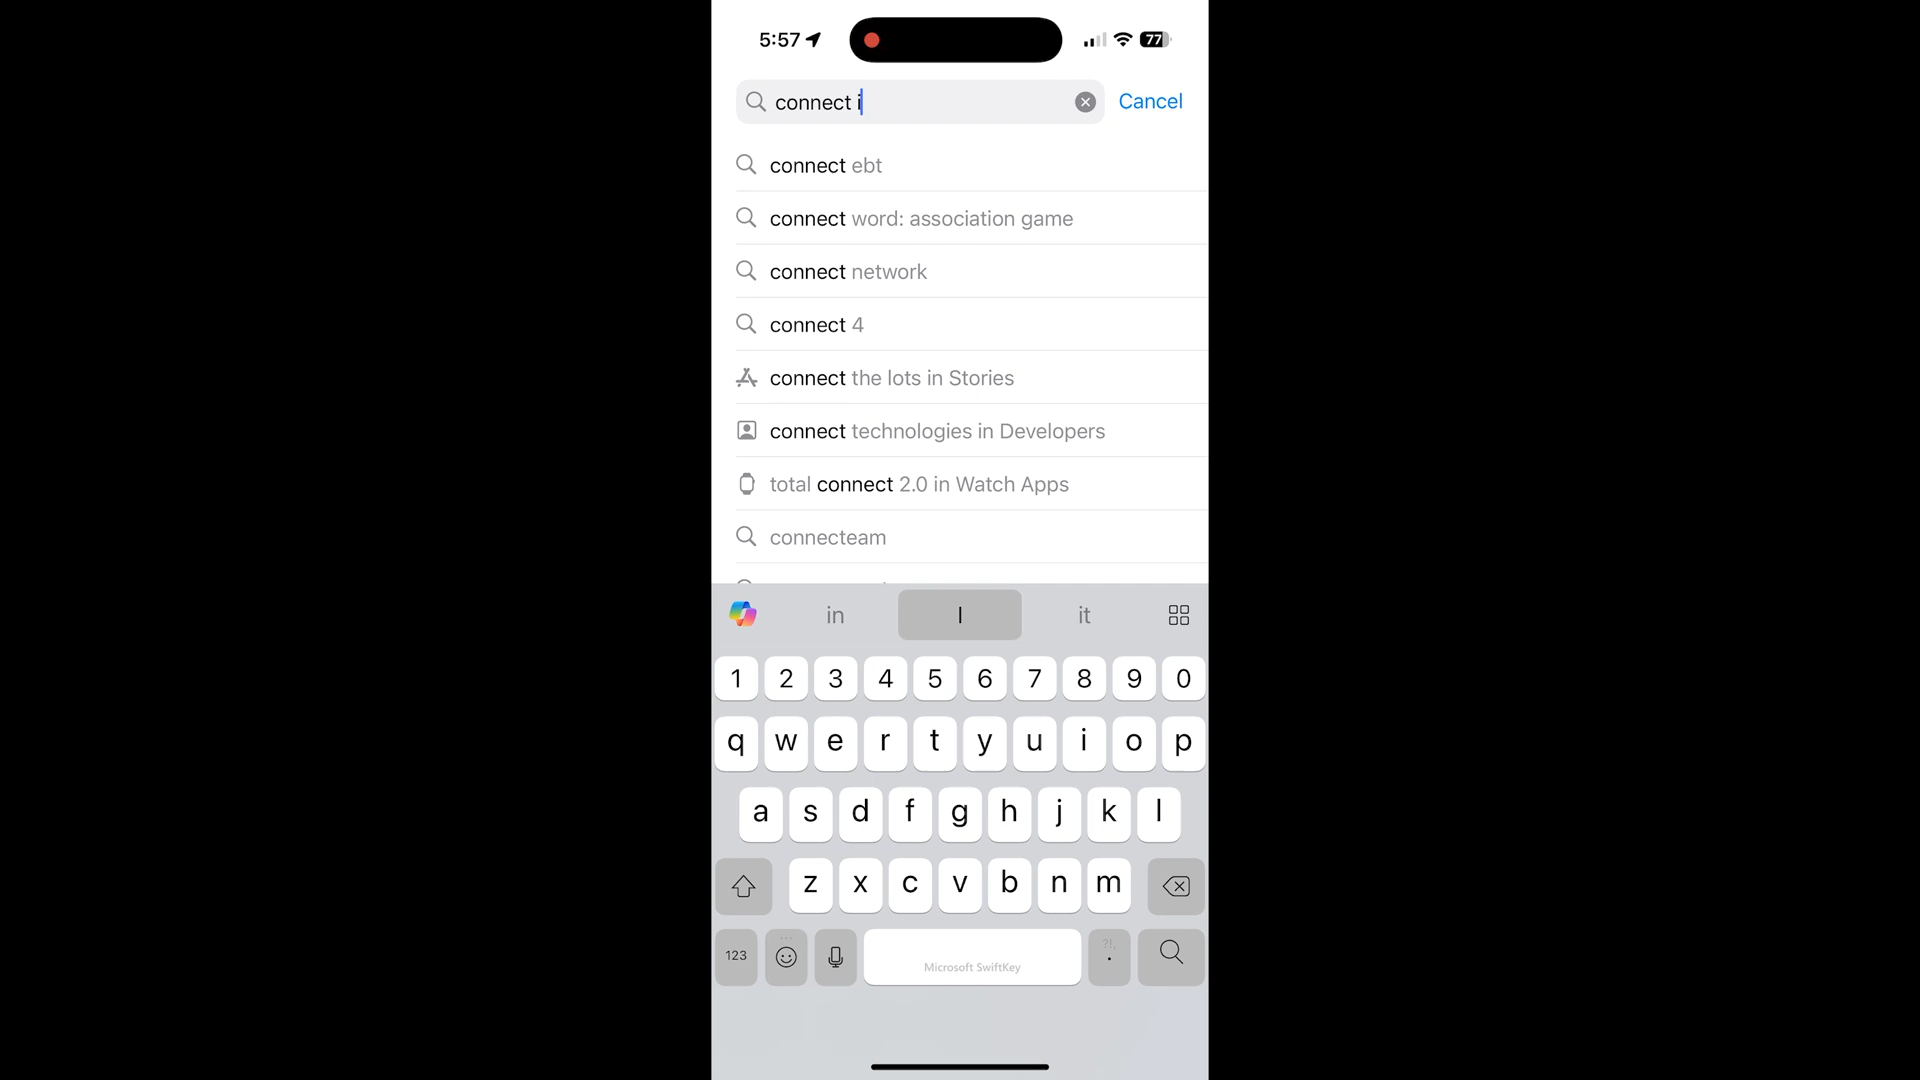 5:57
77
connect i
Cancel
connect ebt
connect word: association game
connect network
connect 4
connect the lots in Stories
connect technologies in Developers
total connect 2.0 in Watch Apps
connecteam
in I it
1 2 3 4 5 6 7 8 9 0
q w e r t y u i o p
a s d f g h j k l
z x c v b n m
123
Microsoft SwiftKey
?!,
.